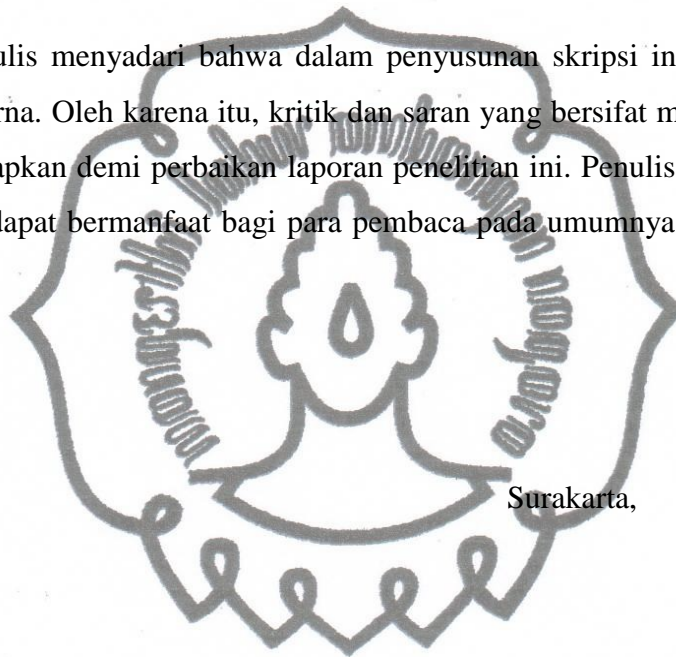 ulis menyadari bahwa dalam penyusunan skripsi in
rna. Oleh karena itu, kritik dan saran yang bersifat m
apkan demi perbaikan laporan penelitian ini. Penulis
dapat bermanfaat bagi para pembaca pada umumnya
Surakarta,